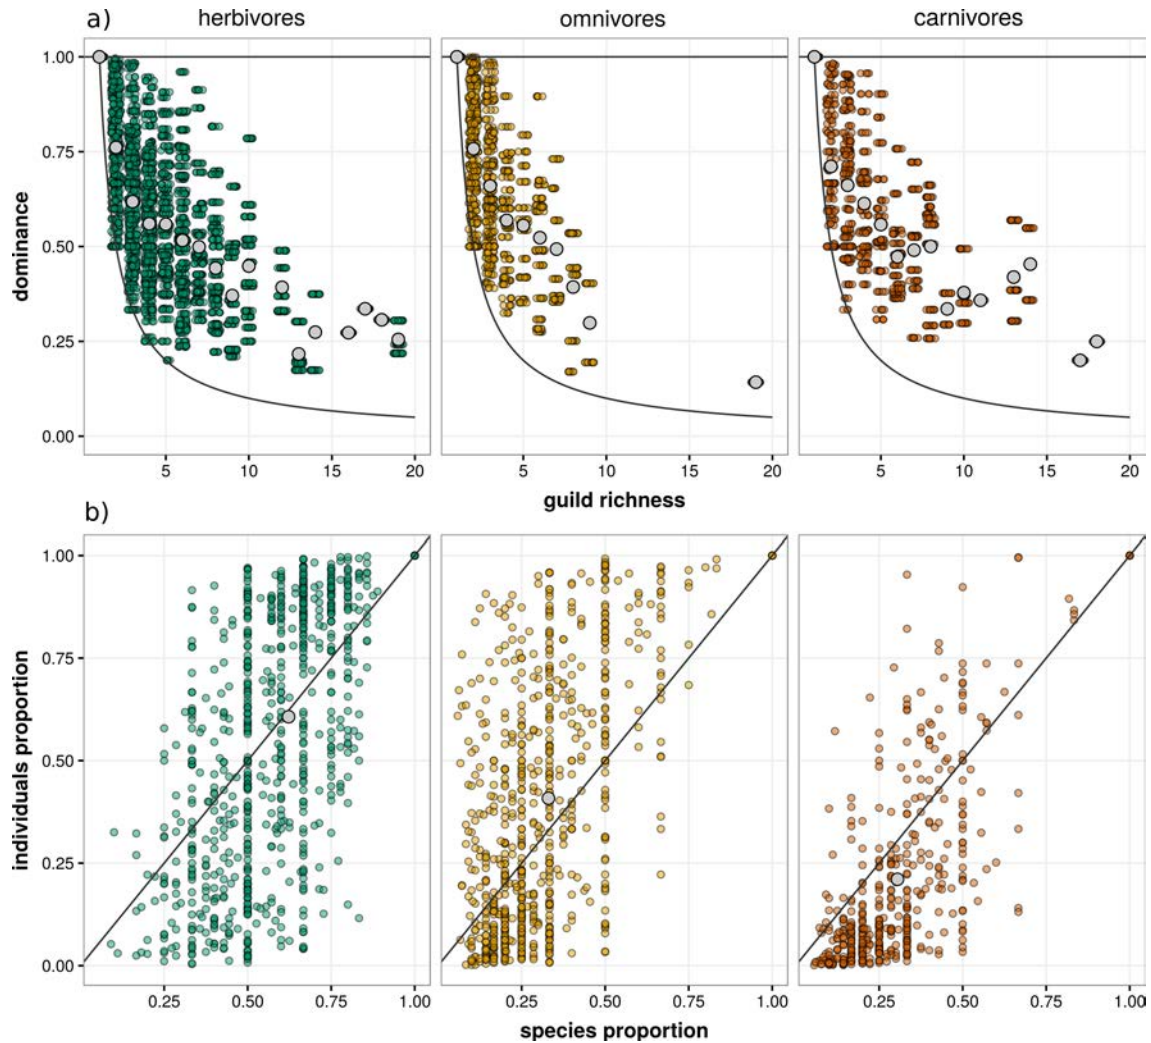 a) herbivores omnivores carnivores
1.00
0.75
0.50
0.25
0.00
dominance
5 10 15 20 5 10 15 20 5 10 15 20
guild richness
b)
1.00
0.75
0.50
0.25
0.00
individuals proportion
0.25 0.50 0.75 1.00 0.25 0.50 0.75 1.00 0.25 0.50 0.75 1.00
species proportion